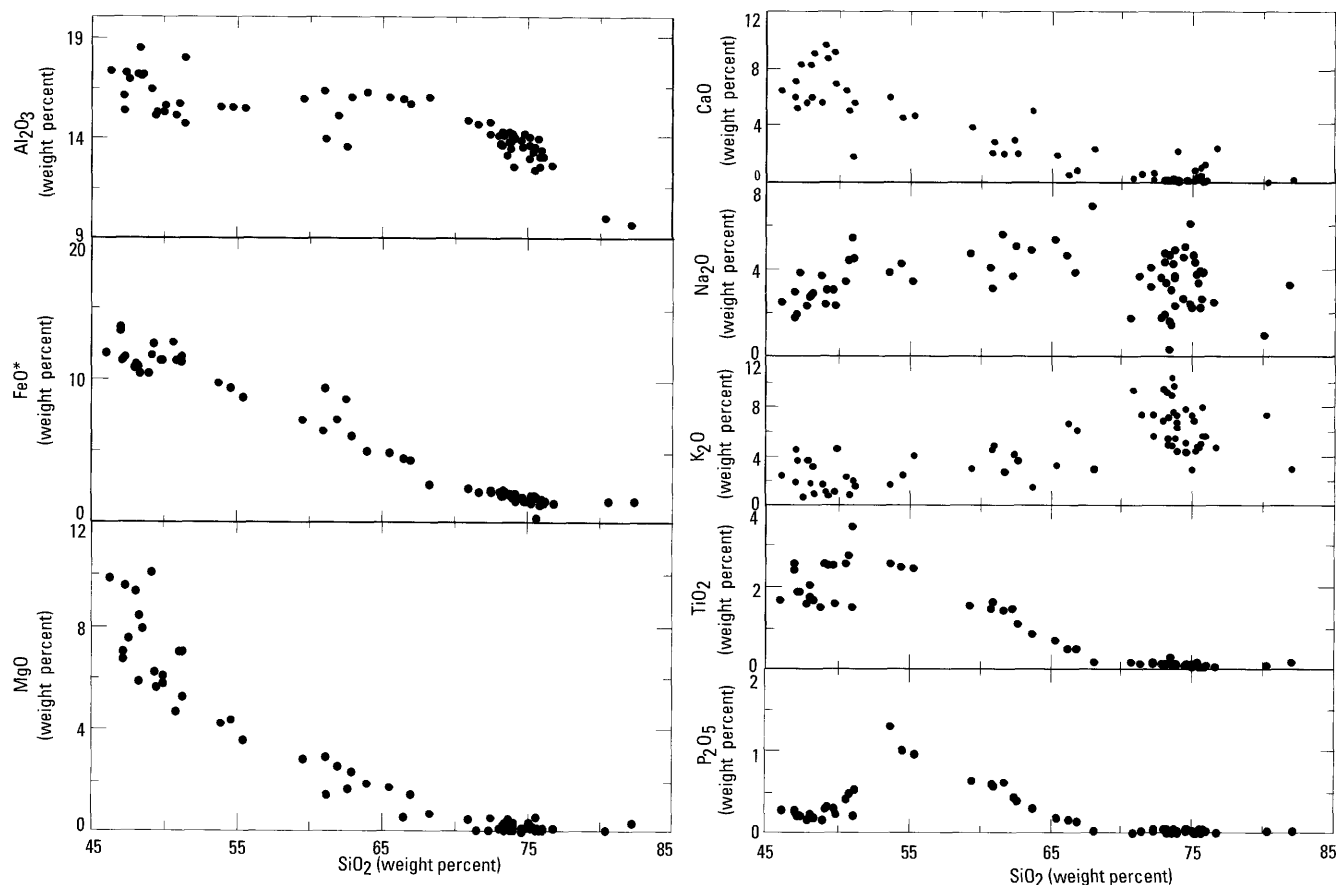 19
14
9
Al2O3
(weight percent)
20
10
0
FeO*
(weight percent)
12
8
4
0
MgO
(weight percent)
45 55 65 75 85
SiO2 (weight percent)
12
8
4
0
CaO
(weight percent)
8
4
0
Na2O
(weight percent)
12
8
4
0
K2O
(weight percent)
4
2
0
TiO2
(weight percent)
2
1
0
P2O5
(weight percent)
45 55 65 75 85
SiO2 (weight percent)